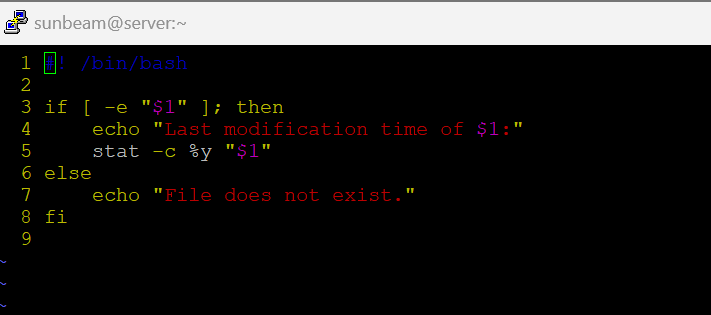 sunbeam@server:~
1 #! /bin/bash
2
3 if [ -e "$1" ]; then
4     echo "Last modification time of $1:"
5     stat -c %y "$1"
6 else
7     echo "File does not exist."
8 fi
9
~
~
~